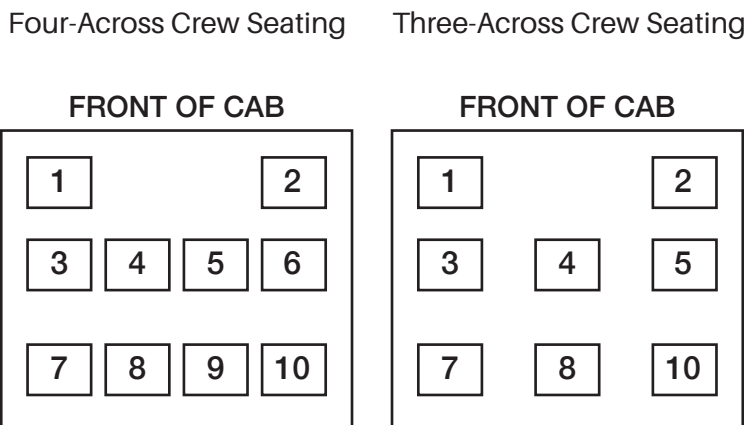 Four-Across Crew Seating
Three-Across Crew Seating
FRONT OF CAB
FRONT OF CAB
1 2
3 4 5 6
7 8 9 10
1 2
3 4 5
7 8 10